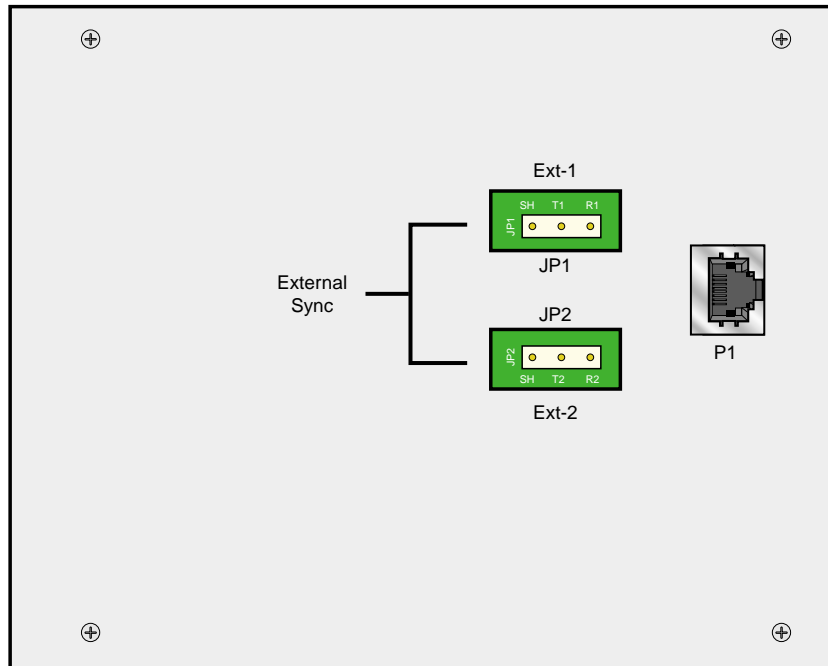 Ext-1
SH T1 R1
JP1
JP1
External
Sync
JP2
JP2
SH T2 R2
Ext-2
P1